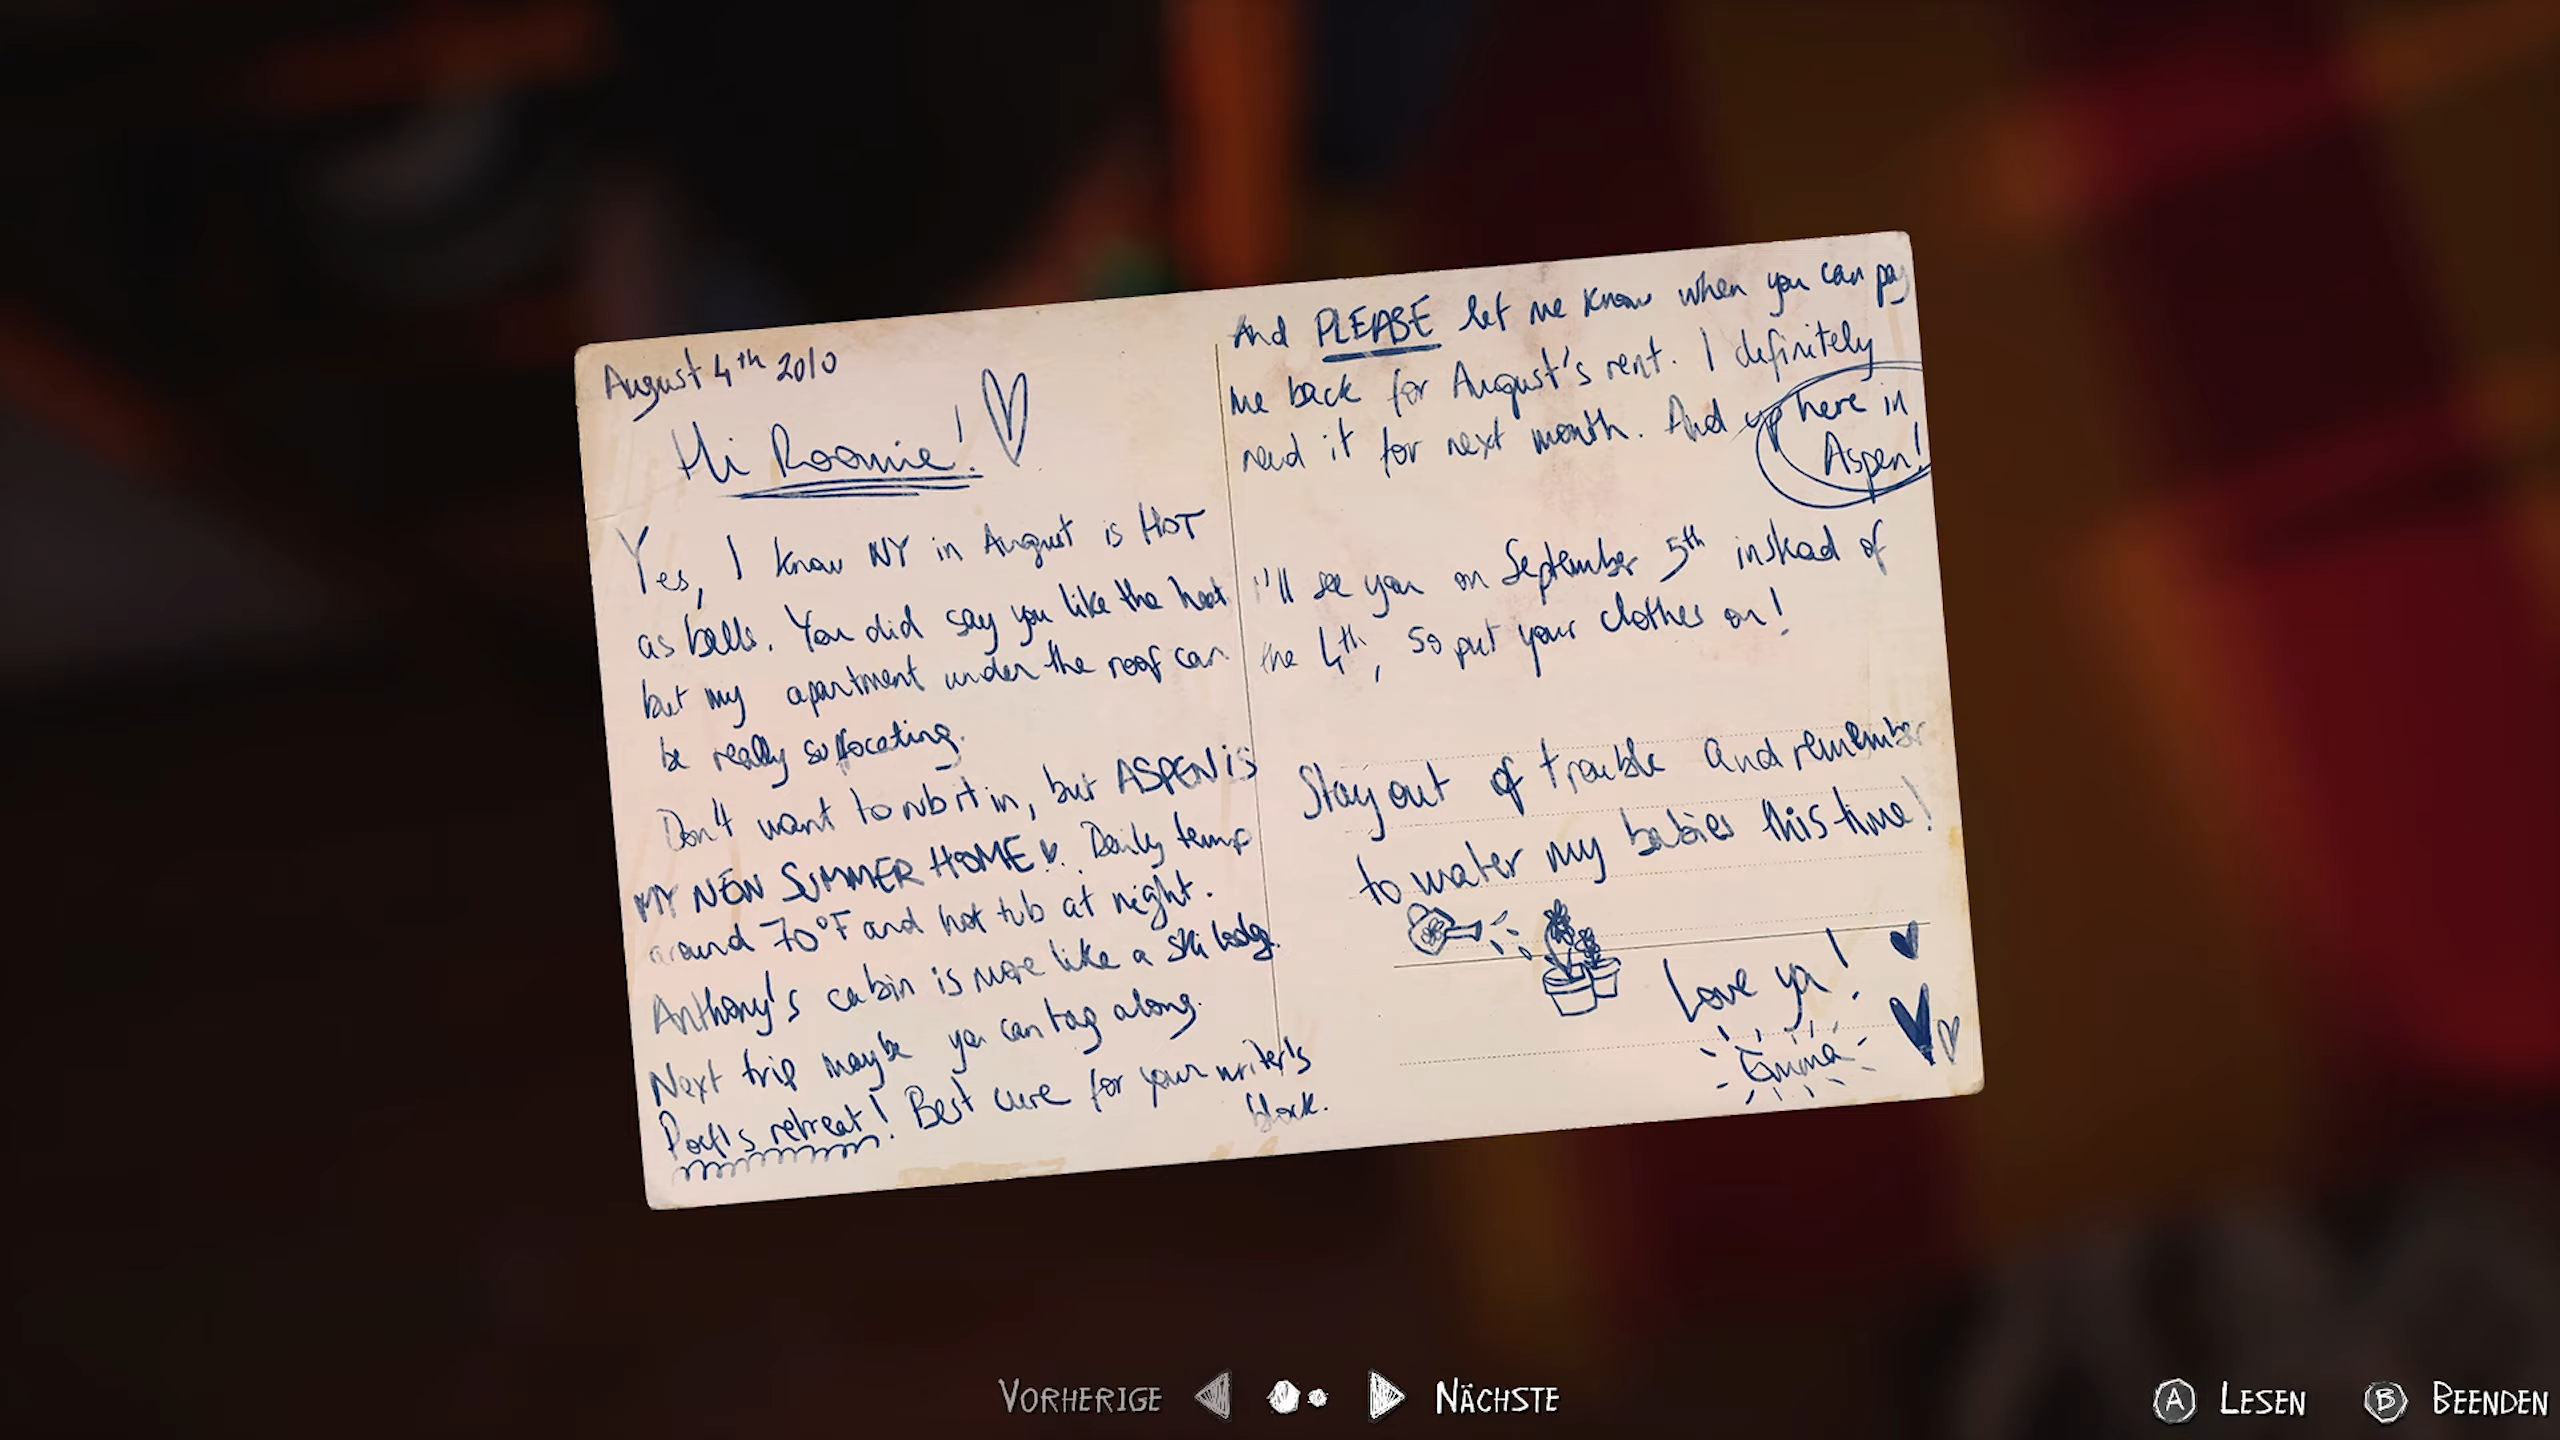 August 4th 2010
Hi Roomie!
Yes, I know NY in August is HOT
as balls. You did say you like the heat
but my apartment under the roof can
be really suffocating.
Don't want to rub it in, but ASPEN is
MY NEW SUMMER HOME. Daily temp
around 70°F and hot tub at night.
Anthony's cabin is more like a ski lodge.
Next trip maybe you can tag along.
Poet's retreat! Best cure for your writer's
block.
And PLEASE let me know when you can pay
me back for August's rent. I definitely
need it for next month. And up here in
Aspen!
I'll see you on September 5th instead of
the 4th, so put your clothes on!
Stay out of trouble and remember
to water my babies this time!
Love ya!
Emma
VORHERIGE NÄCHSTE
A LESEN B BEENDEN